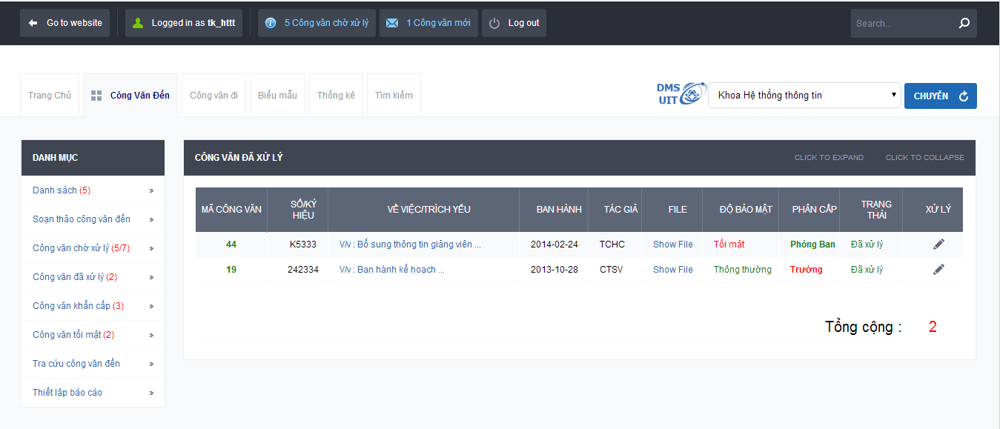 Go to website
Logged in as tk_httt
5 Công văn chờ xử lý
1 Công văn mới
Log out
Search...
Trang Chủ
Công Văn Đến
Công văn đi
Biểu mẫu
Thống kê
Tìm kiếm
DMS
UIT
Khoa Hệ thống thông tin
CHUYỂN
DANH MỤC
Danh sách (5) »
Soạn thảo công văn đến »
Công văn chờ xử lý (5/7) »
Công văn đã xử lý (2) »
Công văn khẩn cấp (3) »
Công văn tối mật (2) »
Tra cứu công văn đến »
Thiết lập báo cáo »
CÔNG VĂN ĐÃ XỬ LÝ
CLICK TO EXPAND
CLICK TO COLLAPSE
MÃ CÔNG VĂN
SỐ/KÝ
HIỆU
VỀ VIỆC/TRÍCH YẾU
BAN HÀNH
TÁC GIẢ
FILE
ĐỘ BẢO MẬT
PHÂN CẤP
TRẠNG
THÁI
XỬ LÝ
44 K5333 V/v : Bổ sung thông tin giảng viên ... 2014-02-24 TCHC Show File Tối mật Phòng Ban Đã xử lý
19 242334 V/v : Ban hành kế hoạch ... 2013-10-28 CTSV Show File Thông thường Trường Đã xử lý
Tổng cộng : 2